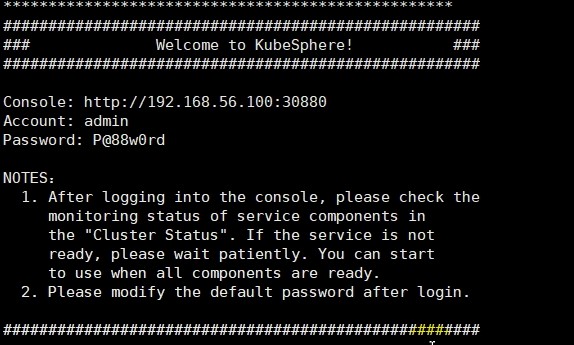 **************************************************
#####################################################
###              Welcome to KubeSphere!           ###
#####################################################
Console: http://192.168.56.100:30880
Account: admin
Password: P@88w0rd
NOTES:
  1. After logging into the console, please check the
     monitoring status of service components in
     the "Cluster Status". If the service is not
     ready, please wait patiently. You can start
     to use when all components are ready.
  2. Please modify the default password after login.
#####################################################